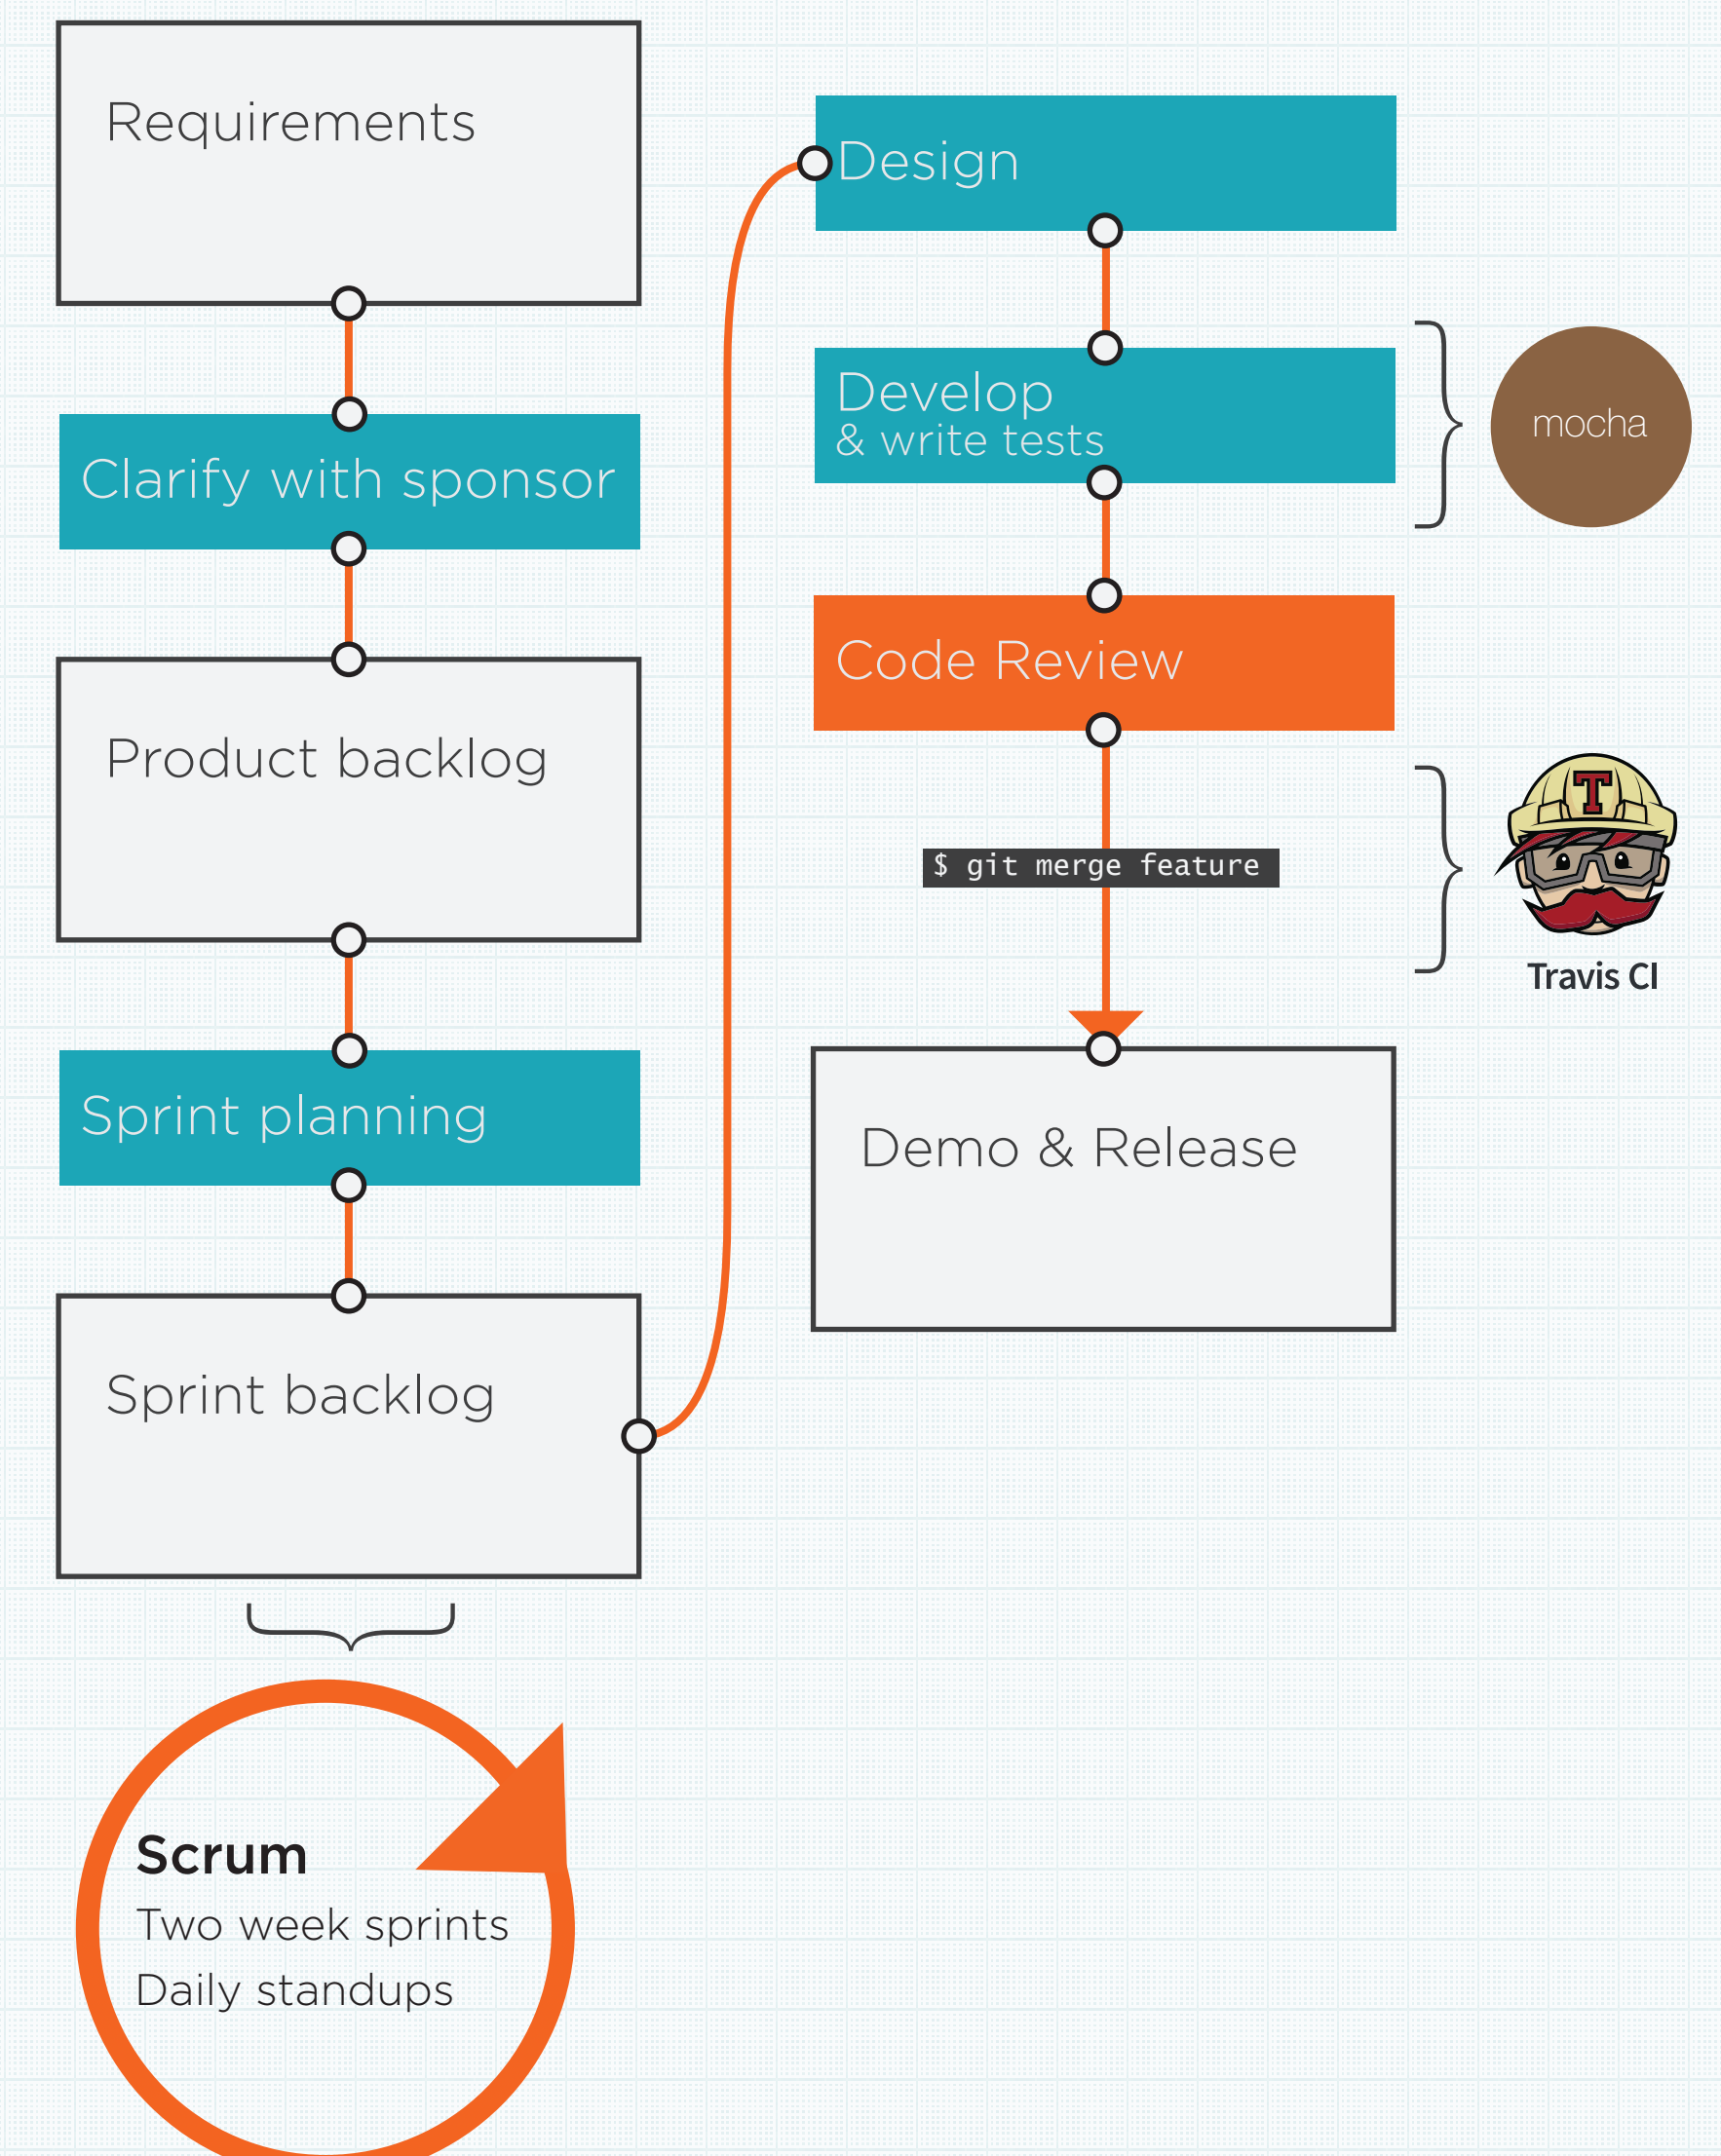 Requirements
Clarify with sponsor
Product backlog
Sprint planning
Sprint backlog
Scrum
Two week sprints
Daily standups
Design
Develop
& write tests
mocha
Code Review
$ git merge feature
T
Travis CI
Demo & Release